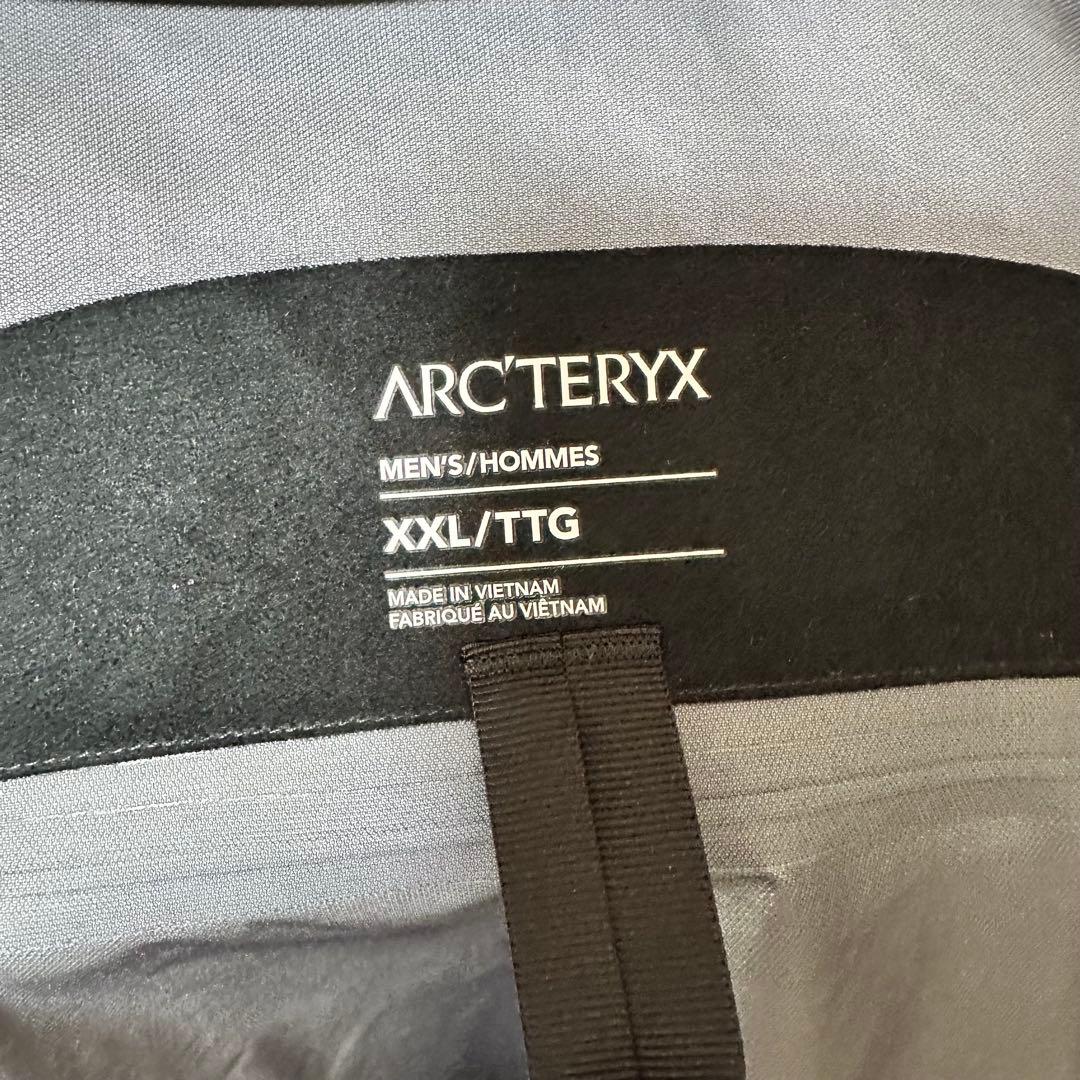 ARC'TERYX
MEN'S/HOMMES
XXL/TTG
MADE IN VIETNAM
FABRIQUÉ AU VIÊTNAM